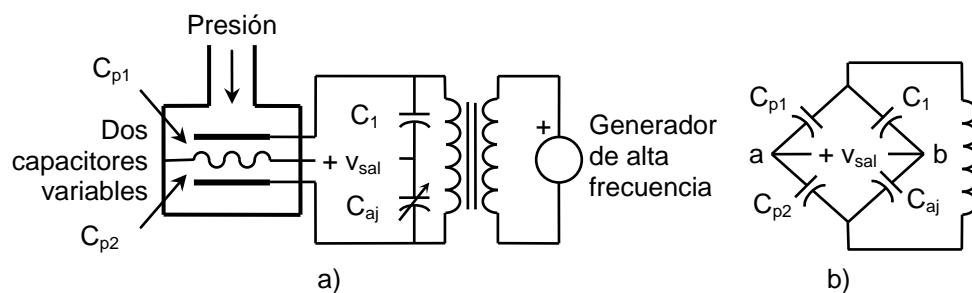 Presión
C_p1
Dos
capacitores
variables
C_p2
C_1
+ v_sal -
C_aj
+
Generador
de alta
frecuencia
a)
C_p1
C_1
a
+ v_sal -
b
C_p2
C_aj
b)